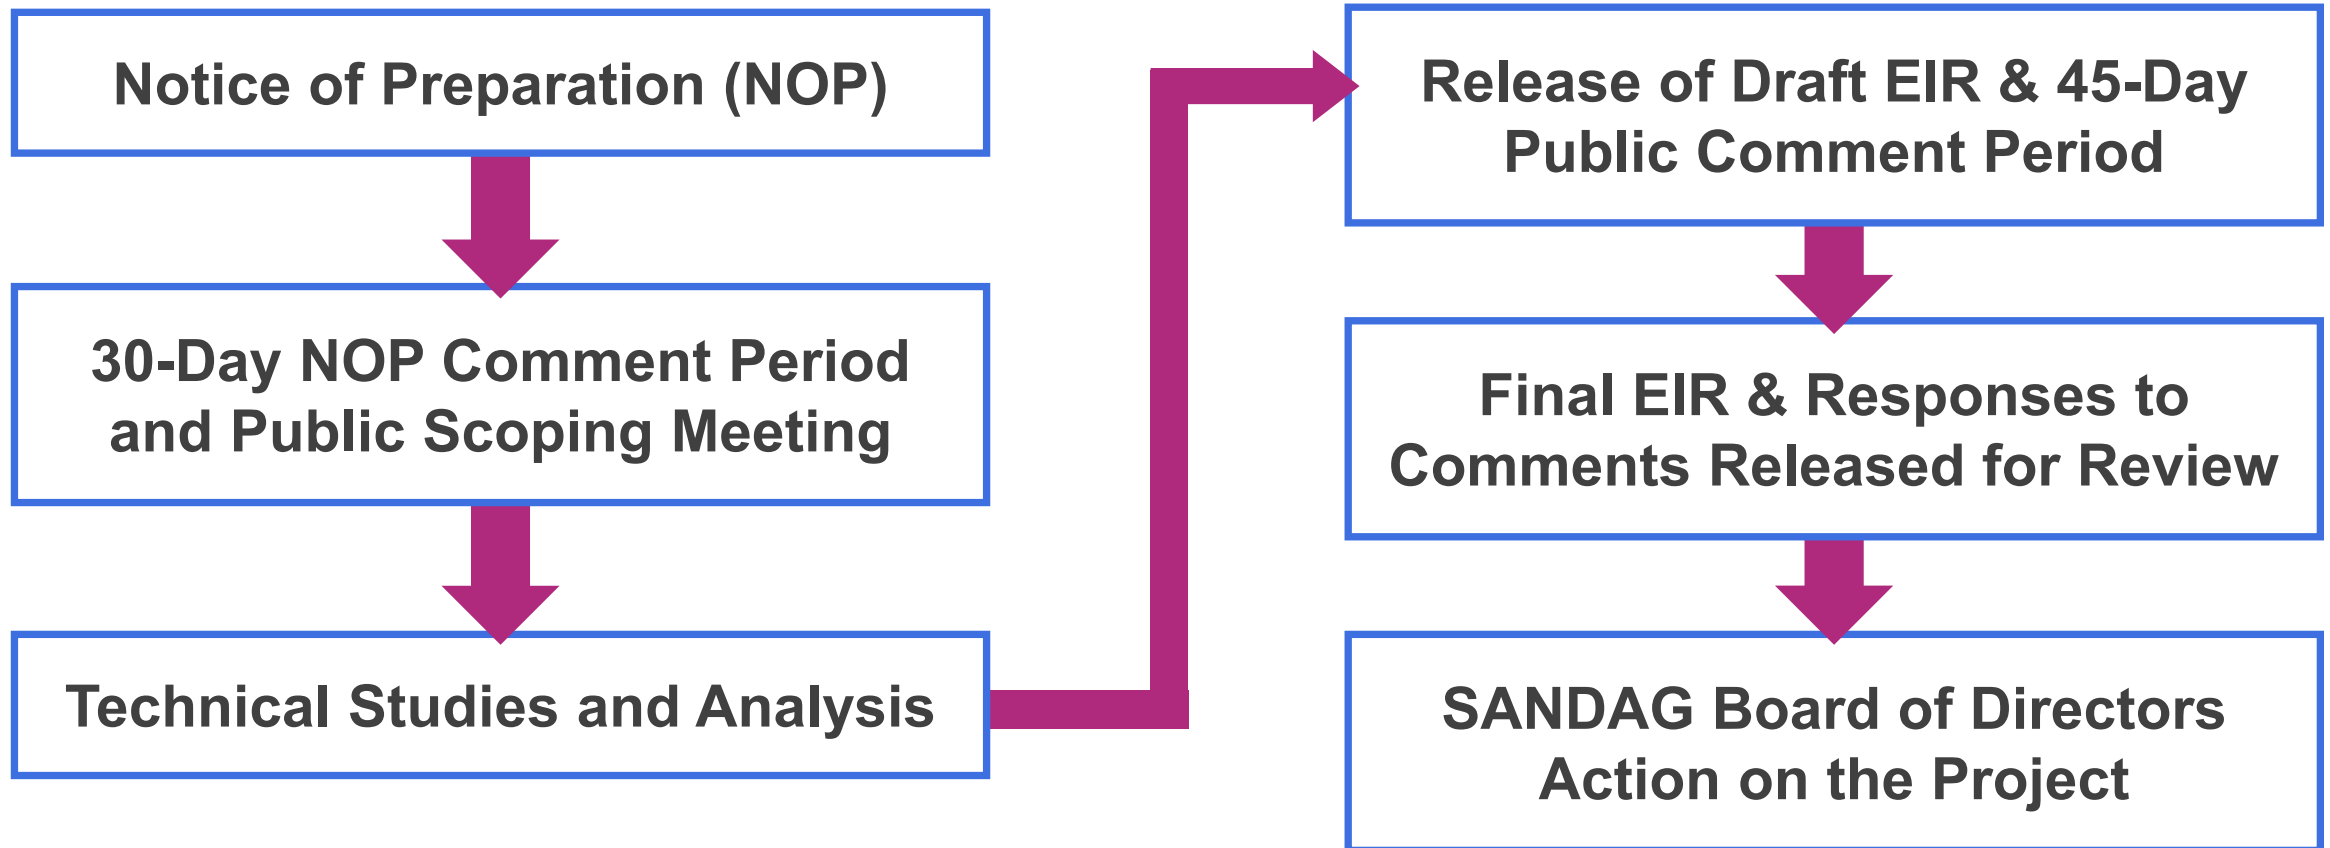 Notice of Preparation (NOP)
30-Day NOP Comment Period
and Public Scoping Meeting
Technical Studies and Analysis
Release of Draft EIR & 45-Day
Public Comment Period
Final EIR & Responses to
Comments Released for Review
SANDAG Board of Directors
Action on the Project